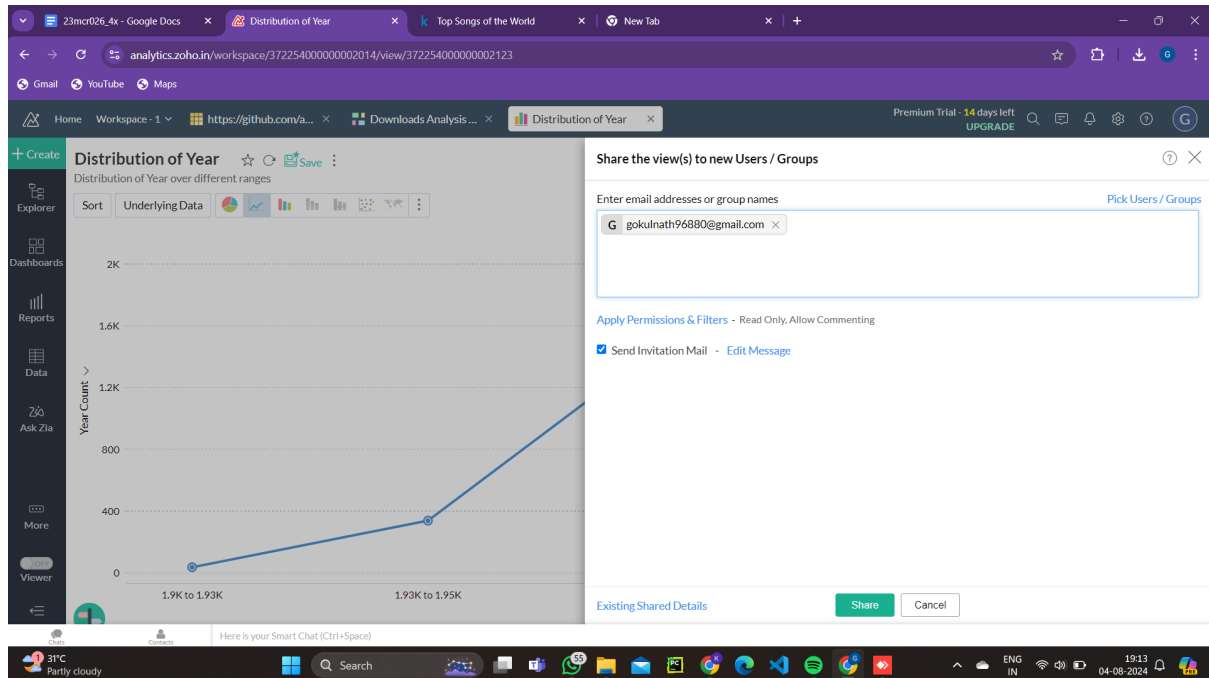 23mcr026_4x - Google Docs
Distribution of Year
Top Songs of the World
New Tab
analytics.zoho.in/workspace/372254000000002014/view/372254000000002123
G
Gmail
YouTube
Maps
Home
Workspace - 1
https://github.com/a...
Downloads Analysis ...
Distribution of Year
Premium Trial - 14 days left
UPGRADE
G
+ Create
Distribution of Year
Save
Distribution of Year over different ranges
Explorer
Sort
Underlying Data
Dashboards
Reports
Data
Ask Zia
More
OFF
Viewer
Year Count
2K
1.6K
1.2K
800
400
0
1.9K to 1.93K
1.93K to 1.95K
Share the view(s) to new Users / Groups
Enter email addresses or group names
Pick Users / Groups
G gokulnath96880@gmail.com
Apply Permissions & Filters - Read Only, Allow Commenting
Send Invitation Mail - Edit Message
Existing Shared Details
Share
Cancel
Chats
Contacts
Here is your Smart Chat (Ctrl+Space)
1
31°C
Partly cloudy
Search
55
ENG
IN
19:13
04-08-2024